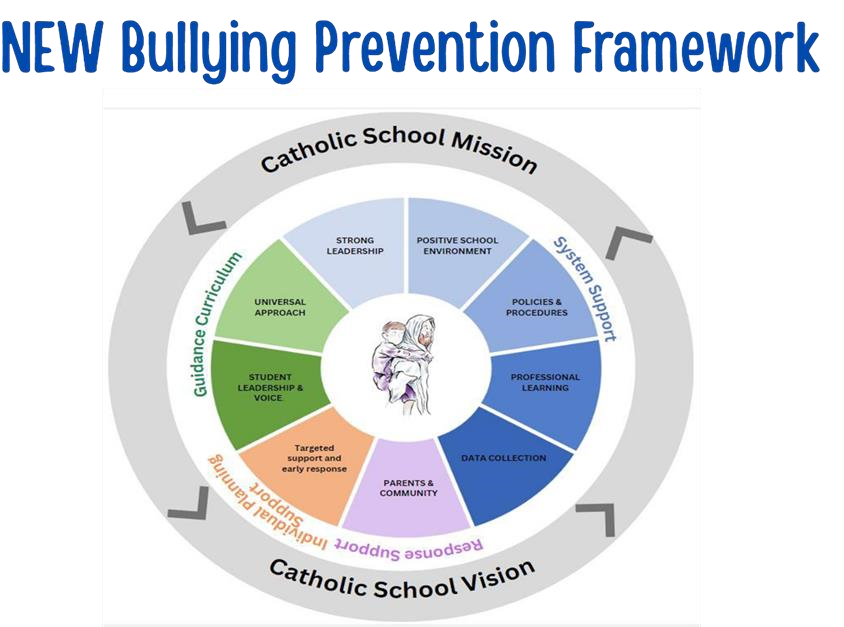 NEW Bullying Prevention Framework
Catholic School Mission
STRONG
LEADERSHIP
POSITIVE SCHOOL
ENVIRONMENT
System Support
POLICIES &
PROCEDURES
PROFESSIONAL
LEARNING
DATA COLLECTION
PARENTS &
COMMUNITY
Response Support
Targeted
support and
early response
Individual Planning
Support
STUDENT
LEADERSHIP &
VOICE.
UNIVERSAL
APPROACH
Guidance Curriculum
Catholic School Vision